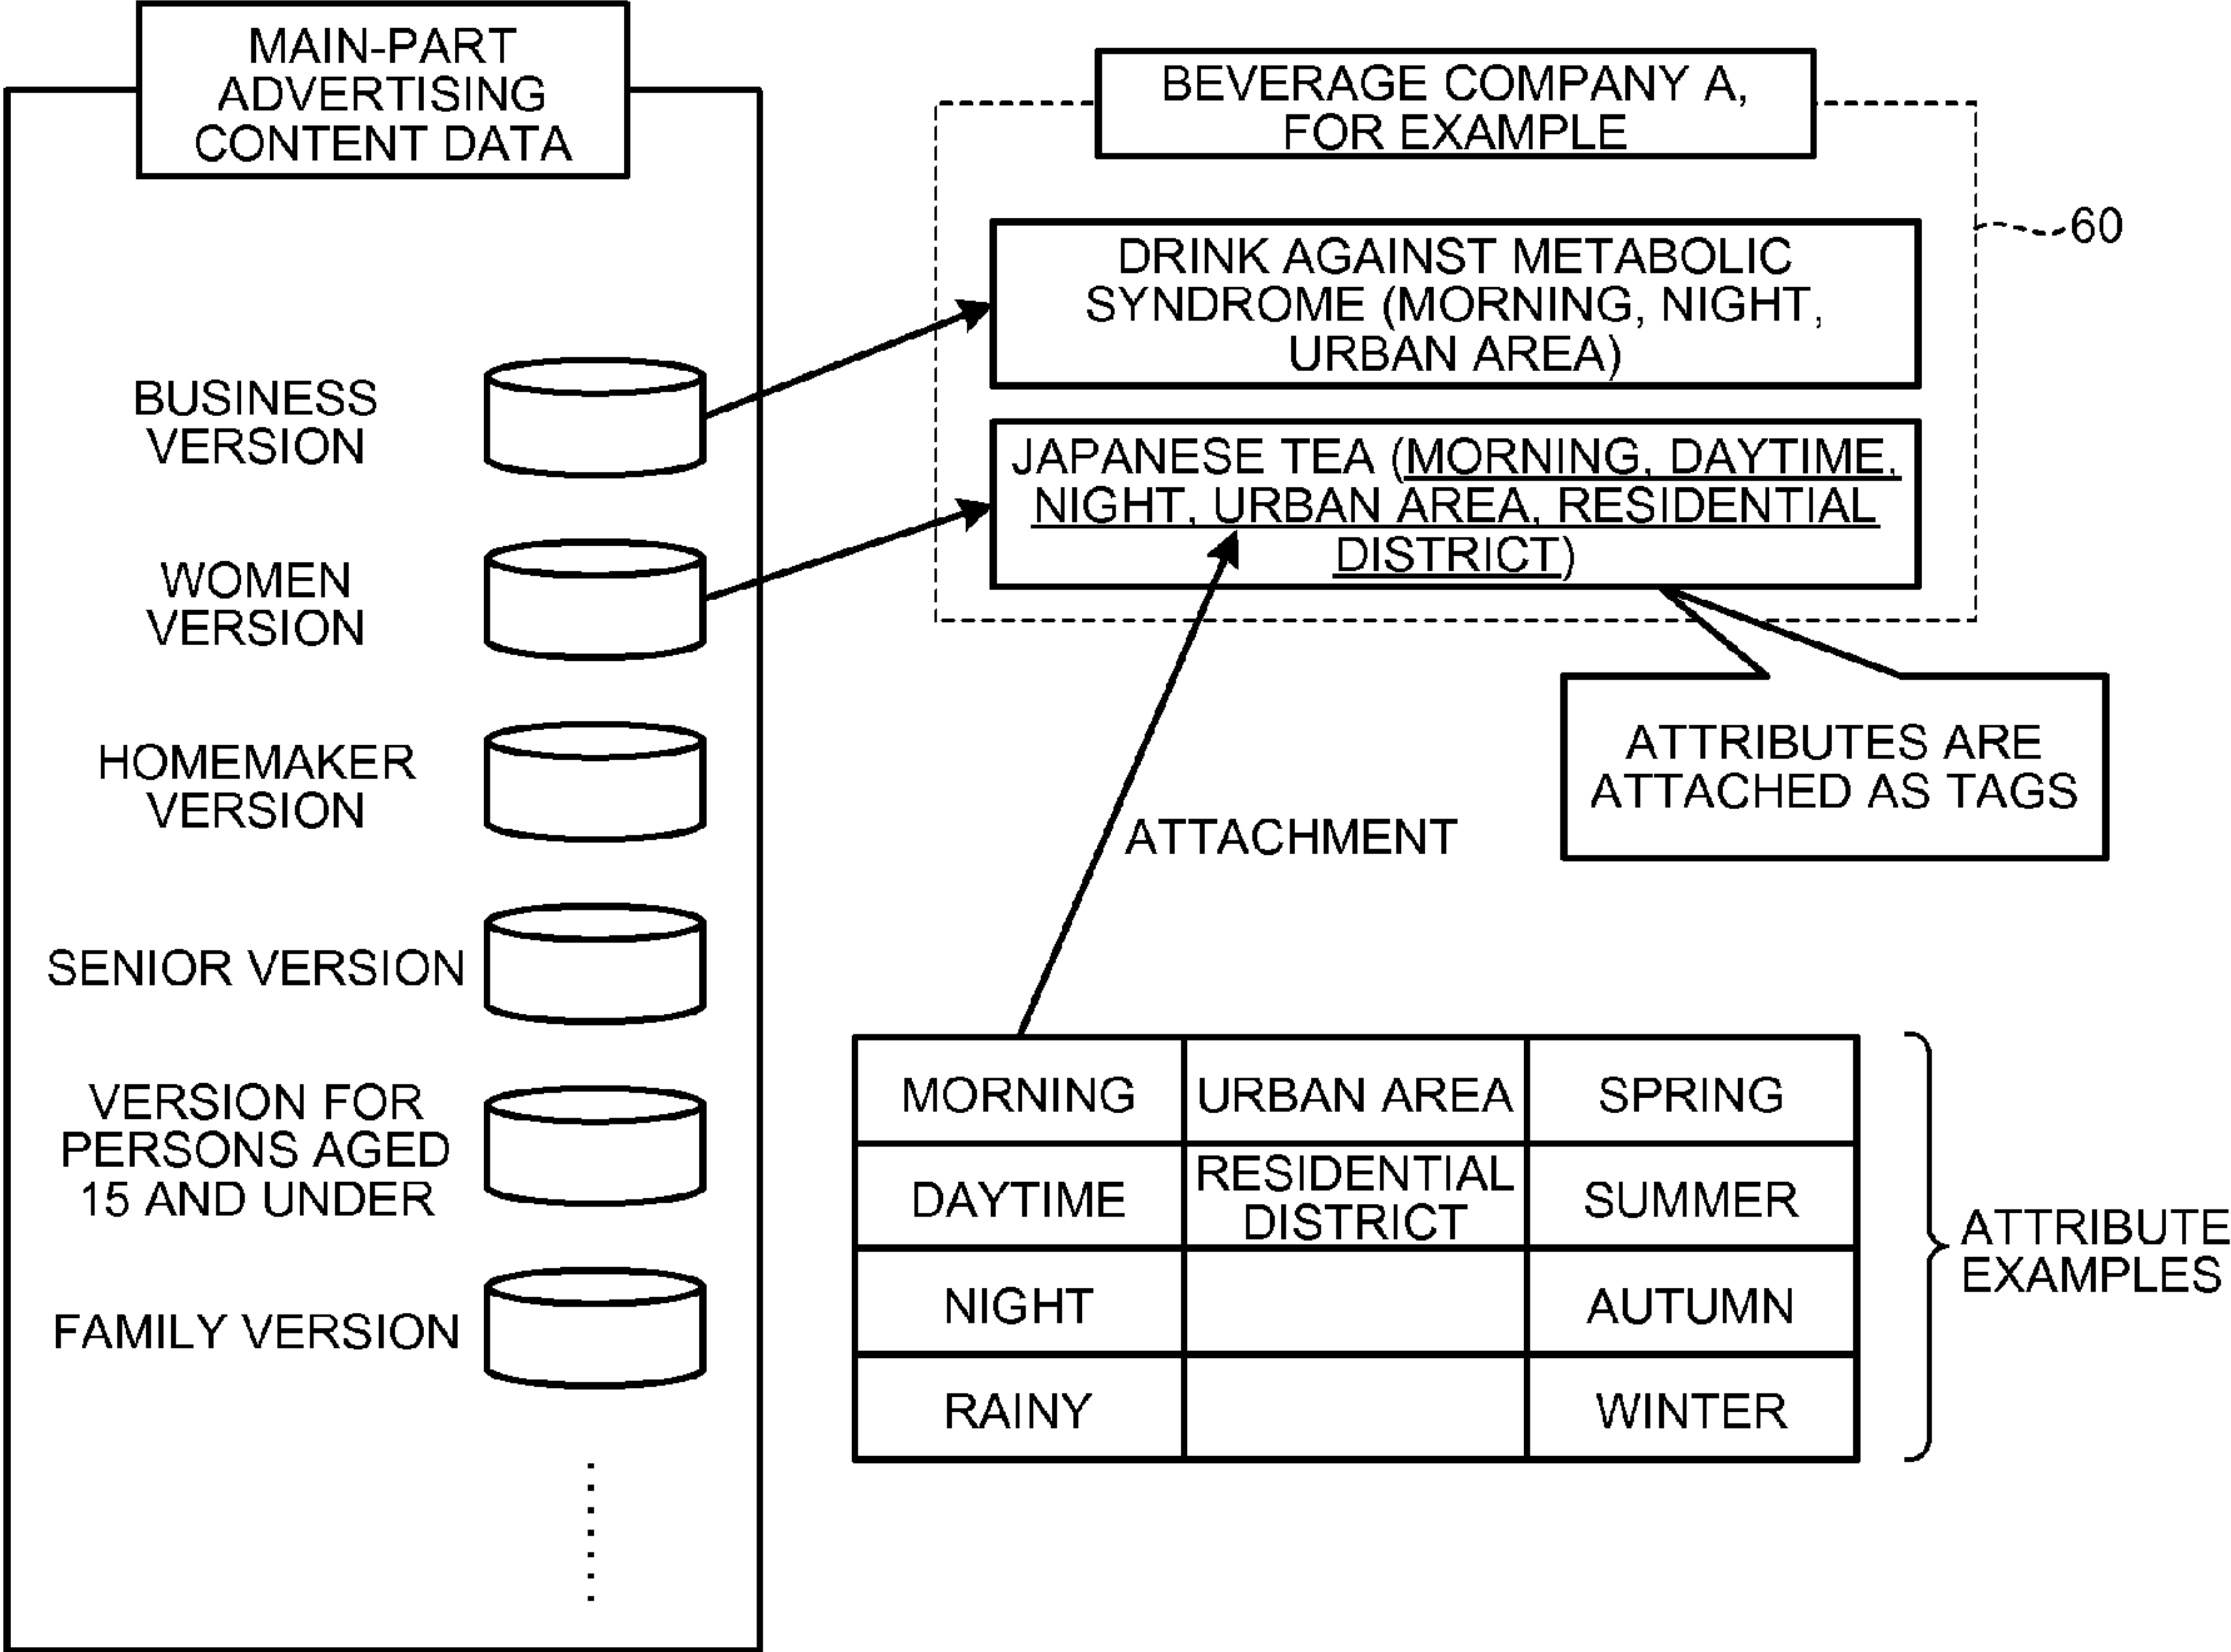 MAIN-PART
ADVERTISING
CONTENT DATA
BUSINESS
VERSION
WOMEN
VERSION
HOMEMAKER
VERSION
SENIOR VERSION
VERSION FOR
PERSONS AGED
15 AND UNDER
FAMILY VERSION
BEVERAGE COMPANY A,
FOR EXAMPLE
60
DRINK AGAINST METABOLIC
SYNDROME (MORNING, NIGHT,
URBAN AREA)
JAPANESE TEA (MORNING, DAYTIME,
NIGHT, URBAN AREA, RESIDENTIAL
DISTRICT)
ATTRIBUTES ARE
ATTACHED AS TAGS
ATTACHMENT
MORNING
URBAN AREA
SPRING
DAYTIME
RESIDENTIAL
DISTRICT
SUMMER
NIGHT
AUTUMN
RAINY
WINTER
ATTRIBUTE
EXAMPLES